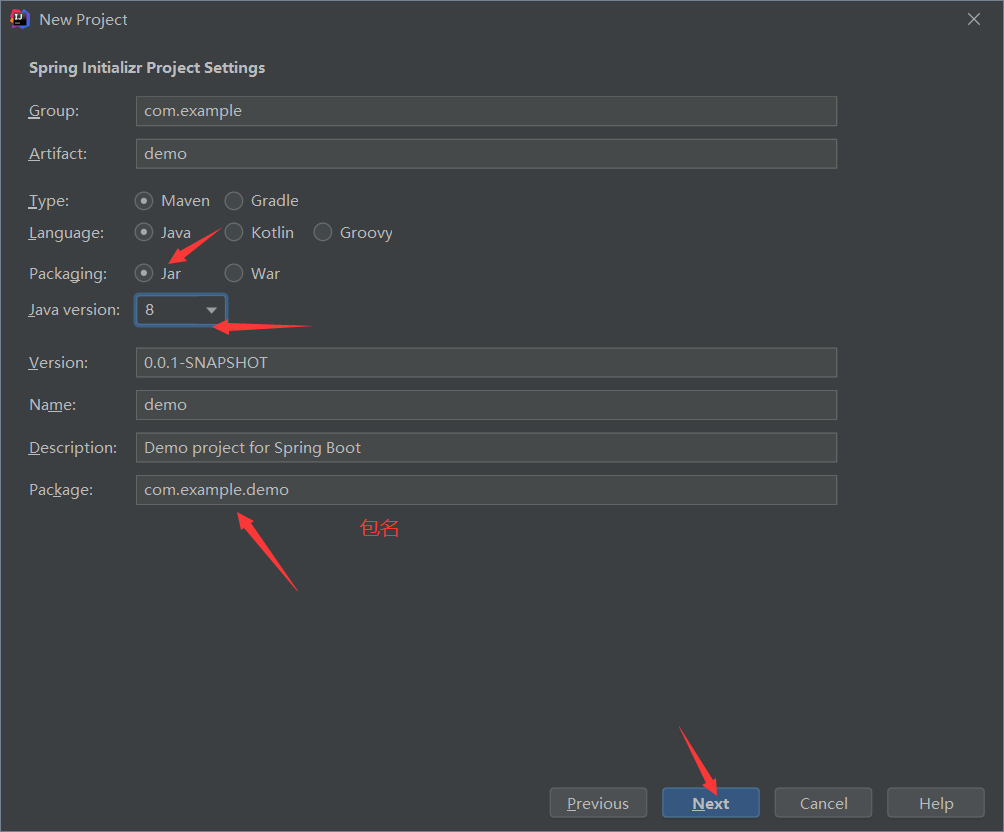 New Project
Spring Initializr Project Settings
Group: com.example
Artifact: demo
Type: Maven Gradle
Language: Java Kotlin Groovy
Packaging: Jar War
Java version: 8
Version: 0.0.1-SNAPSHOT
Name: demo
Description: Demo project for Spring Boot
Package: com.example.demo
包名
Previous Next Cancel Help